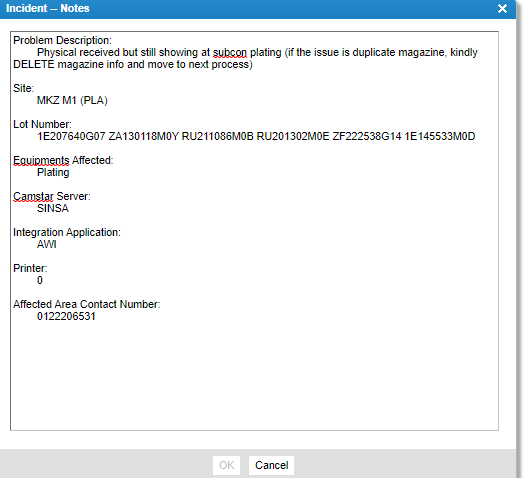 Incident – Notes
Problem Description:
Physical received but still showing at subcon plating (if the issue is duplicate magazine, kindly
DELETE magazine info and move to next process)
Site:
MKZ M1 (PLA)
Lot Number:
1E207640G07 ZA130118M0Y RU211086M0B RU201302M0E ZF222538G14 1E145533M0D
Equipments Affected:
Plating
Camstar Server:
SINSA
Integration Application:
AWI
Printer:
0
Affected Area Contact Number:
0122206531
OK
Cancel